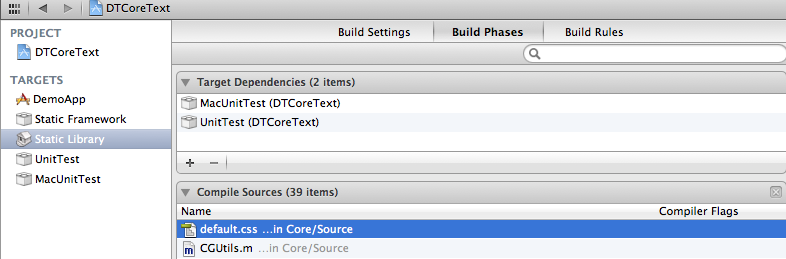 DTCoreText
PROJECT
DTCoreText
TARGETS
DemoApp
Static Framework
Static Library
UnitTest
MacUnitTest
Build Settings Build Phases Build Rules
Target Dependencies (2 items)
MacUnitTest (DTCoreText)
UnitTest (DTCoreText)
Compile Sources (39 items)
Name Compiler Flags
default.css ...in Core/Source
CGUtils.m ...in Core/Source